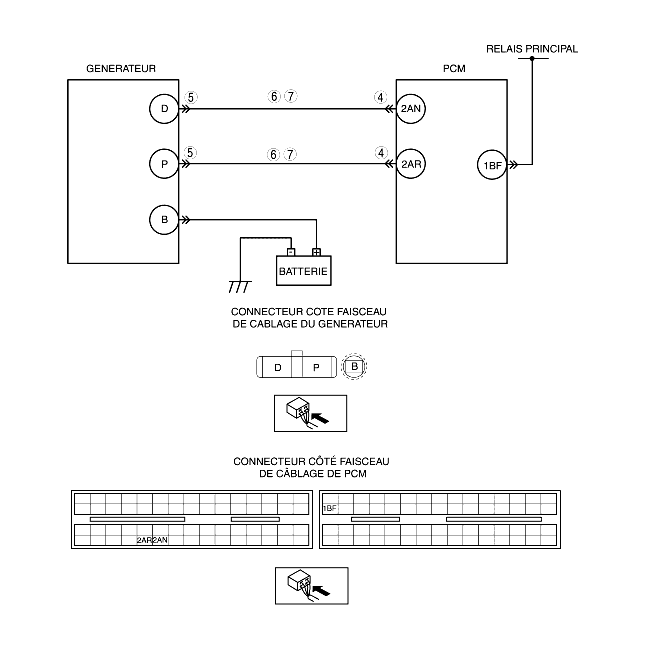 RELAIS PRINCIPAL
GENERATEUR
PCM
D
5
6 7
4
2AN
P
5
6 7
4
2AR
1BF
B
- +
BATTERIE
CONNECTEUR COTE FAISCEAU
DE CABLAGE DU GENERATEUR
D P B
CONNECTEUR CÔTÉ FAISCEAU
DE CÂBLAGE DE PCM
1BF
2AR2AN